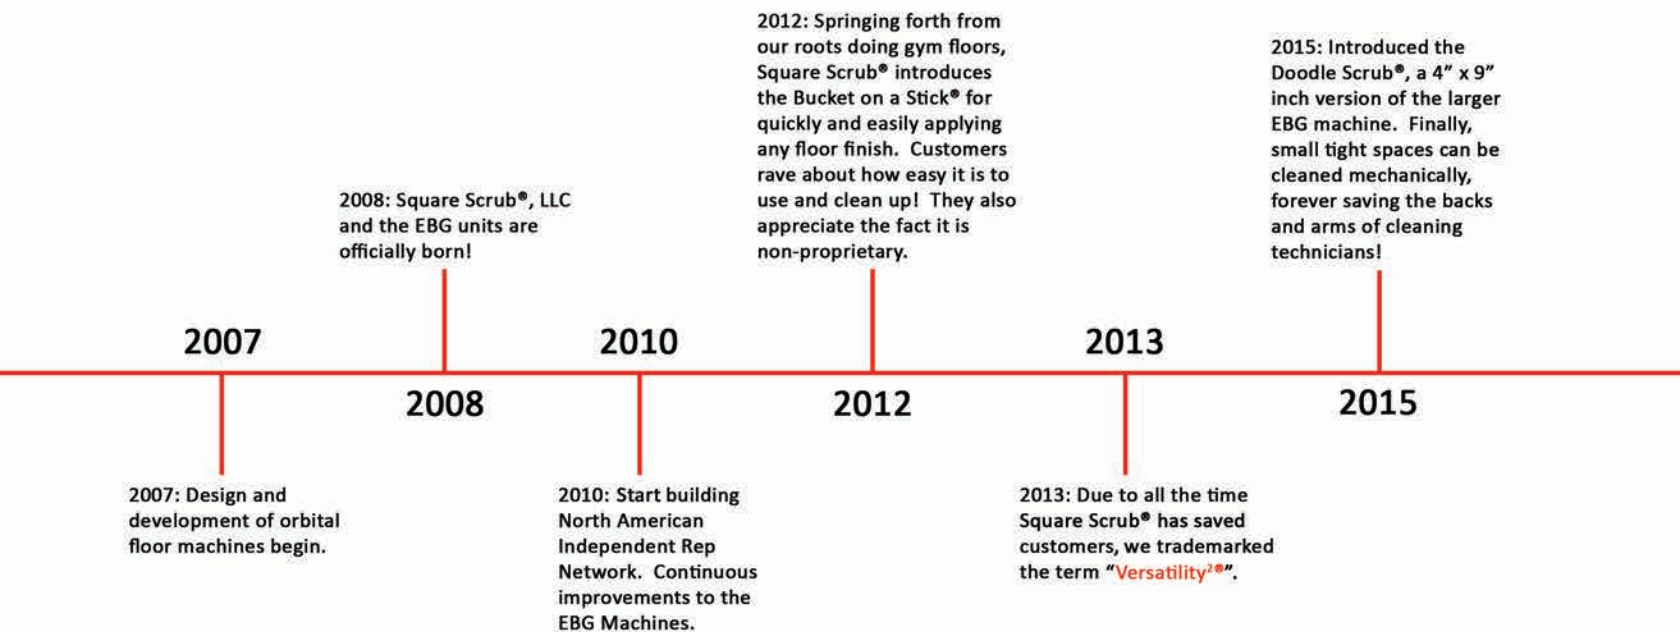 2012: Springing forth from
our roots doing gym floors,
Square Scrub® introduces
the Bucket on a Stick® for
quickly and easily applying
any floor finish.  Customers
rave about how easy it is to
use and clean up!  They also
appreciate the fact it is
non-proprietary.
2015: Introduced the
Doodle Scrub®, a 4” x 9”
inch version of the larger
EBG machine.  Finally,
small tight spaces can be
cleaned mechanically,
forever saving the backs
and arms of cleaning
technicians!
2008: Square Scrub®, LLC
and the EBG units are
officially born!
2007
2010
2013
2008
2012
2015
2007: Design and
development of orbital
floor machines begin.
2010: Start building
North American
Independent Rep
Network.  Continuous
improvements to the
EBG Machines.
2013: Due to all the time
Square Scrub® has saved
customers, we trademarked
the term “Versatility²®”.